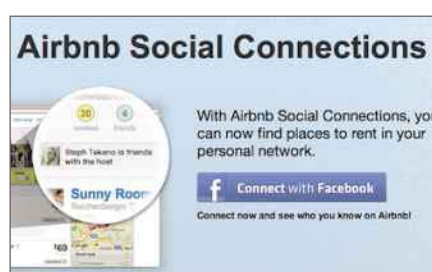 Airbnb Social Connections
30 4
reviews friends
Steph Takano is friends
with the host
Sunny Roo
With Airbnb Social Connections, yo
can now find places to rent in your
personal network.
f Connect with Facebook
Connect now and see who you know on Airbnb!